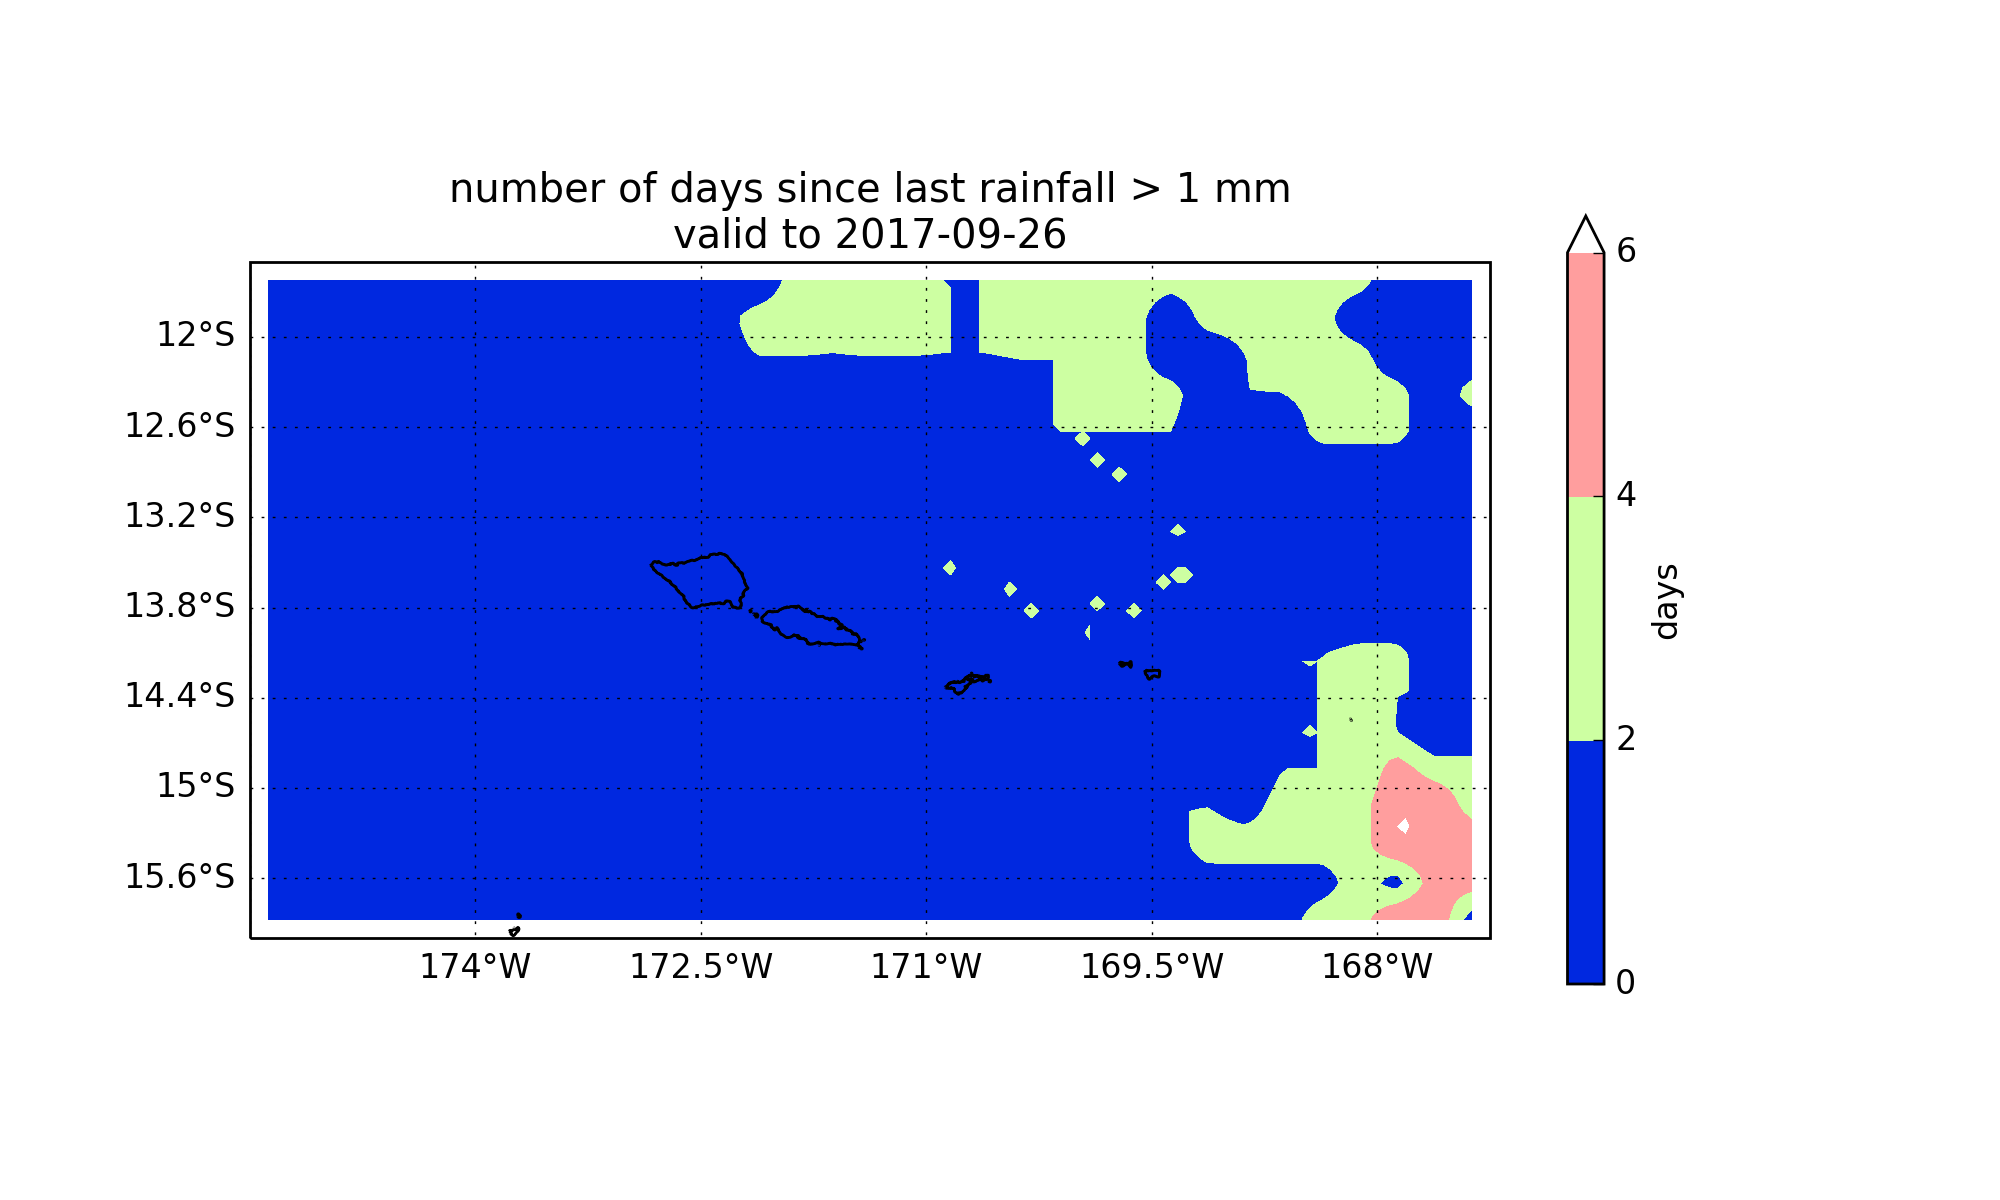 number of days since last rainfall > 1 mm
valid to 2017-09-26
12°S
12.6°S
13.2°S
13.8°S
14.4°S
15°S
15.6°S
174°W
172.5°W
171°W
169.5°W
168°W
6
4
2
0
days